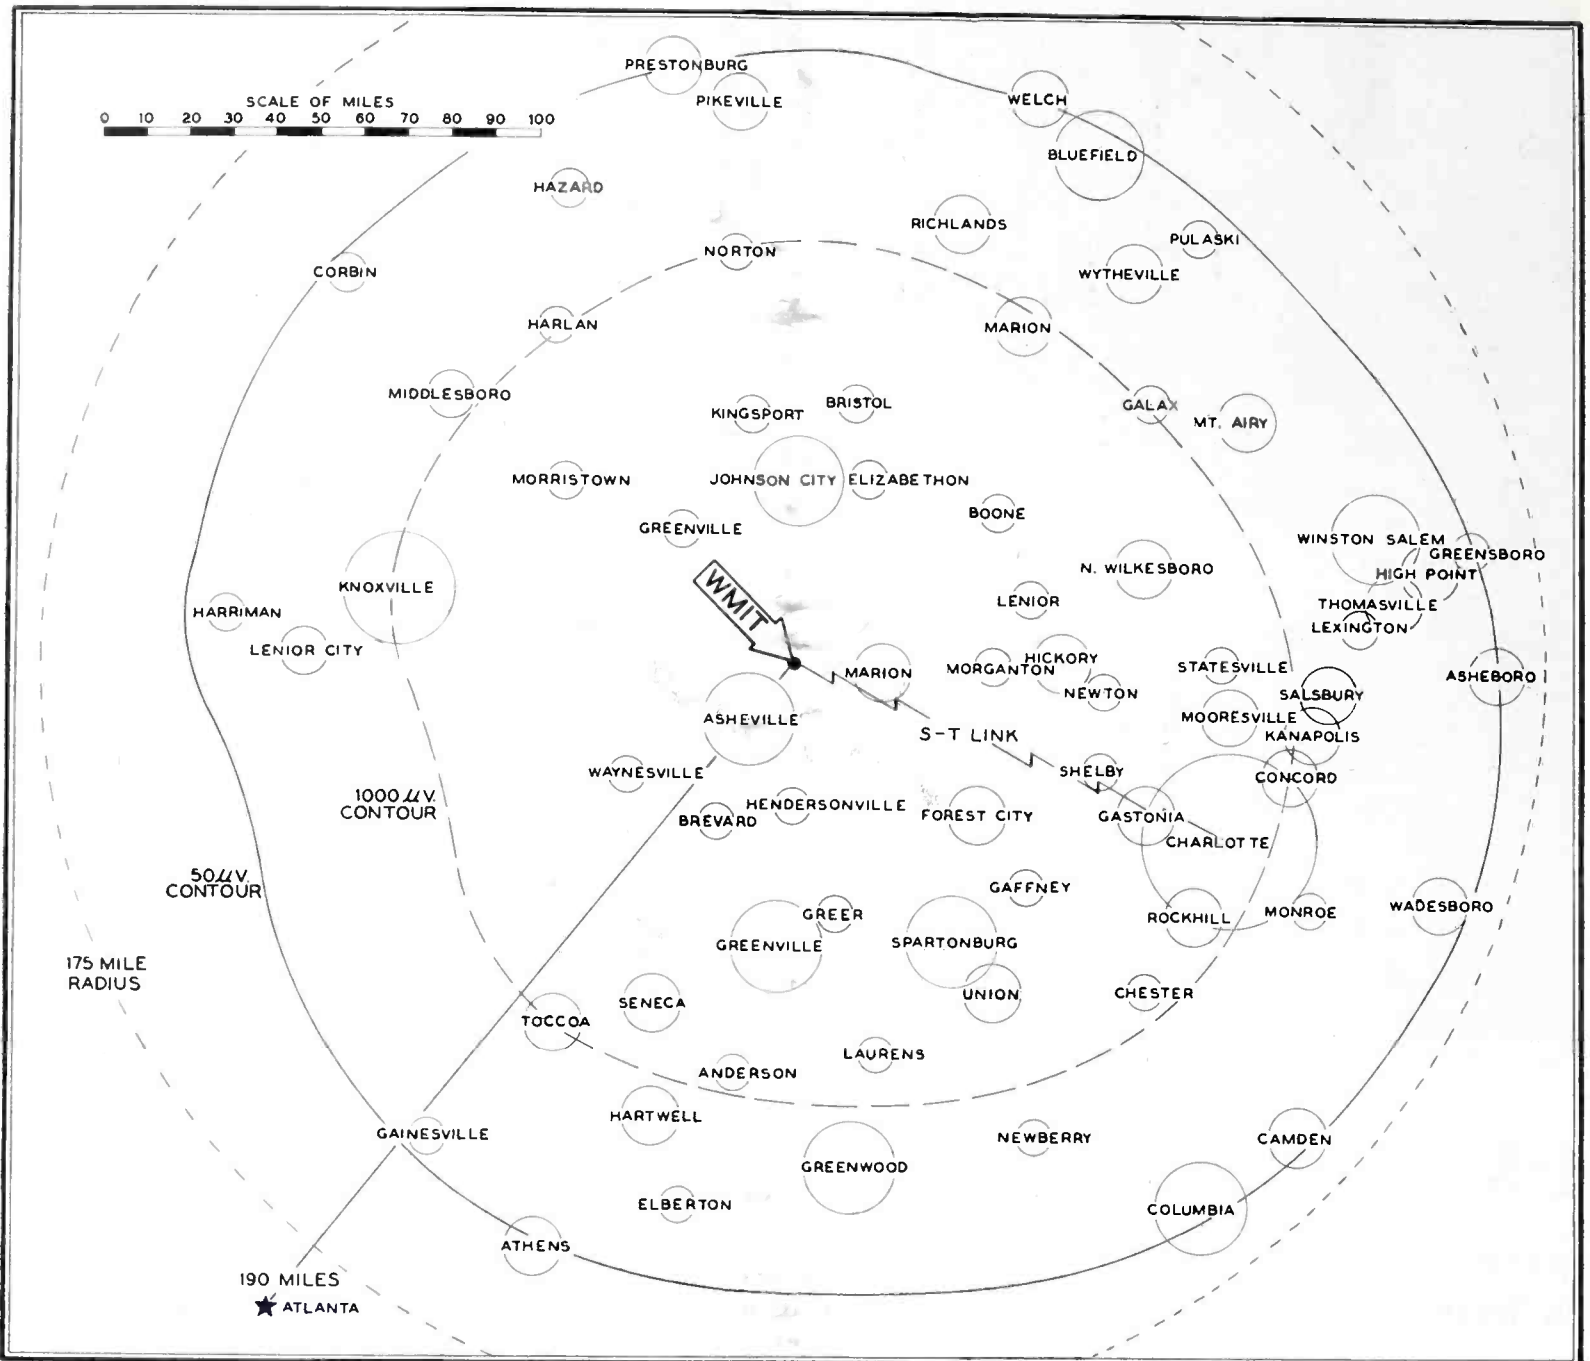 PRESTONBURG
PIKEVILLE
WELCH
SCALE OF MILES
0 10 20 30 40 50 60 70 80 90 100
BLUEFIELD
HAZARD
RICHLANDS
PULASKI
NORTON
CORBIN
WYTHEVILLE
HARLAN
MARION
MIDDLESBORO
KINGSPORT
BRISTOL
GALAX
MT. AIRY
MORRISTOWN
JOHNSON CITY
ELIZABETHON
BOONE
GREENVILLE
WINSTON SALEM
GREENSBORO
N. WILKESBORO
HIGH POINT
KNOXVILLE
WMIT
LENIOR
THOMASVILLE
HARRIMAN
LEXINGTON
LENIOR CITY
HICKORY
MARION
MORGANTON
STATESVILLE
ASHEBORO
NEWTON
SALSBURY
ASHEVILLE
MOORESVILLE
S-T LINK
KANAPOLIS
WAYNESVILLE
SHELBY
CONCORD
1000 µV.
CONTOUR
HENDERSONVILLE
BREVARD
FOREST CITY
GASTONIA
CHARLOTTE
50 µV.
CONTOUR
GAFFNEY
GREER
ROCKHILL
MONROE
WADESBORO
GREENVILLE
SPARTONBURG
175 MILE
RADIUS
SENECA
UNION
CHESTER
TOCCOA
LAURENS
ANDERSON
HARTWELL
GAINESVILLE
NEWBERRY
CAMDEN
GREENWOOD
ELBERTON
COLUMBIA
ATHENS
190 MILES
ATLANTA